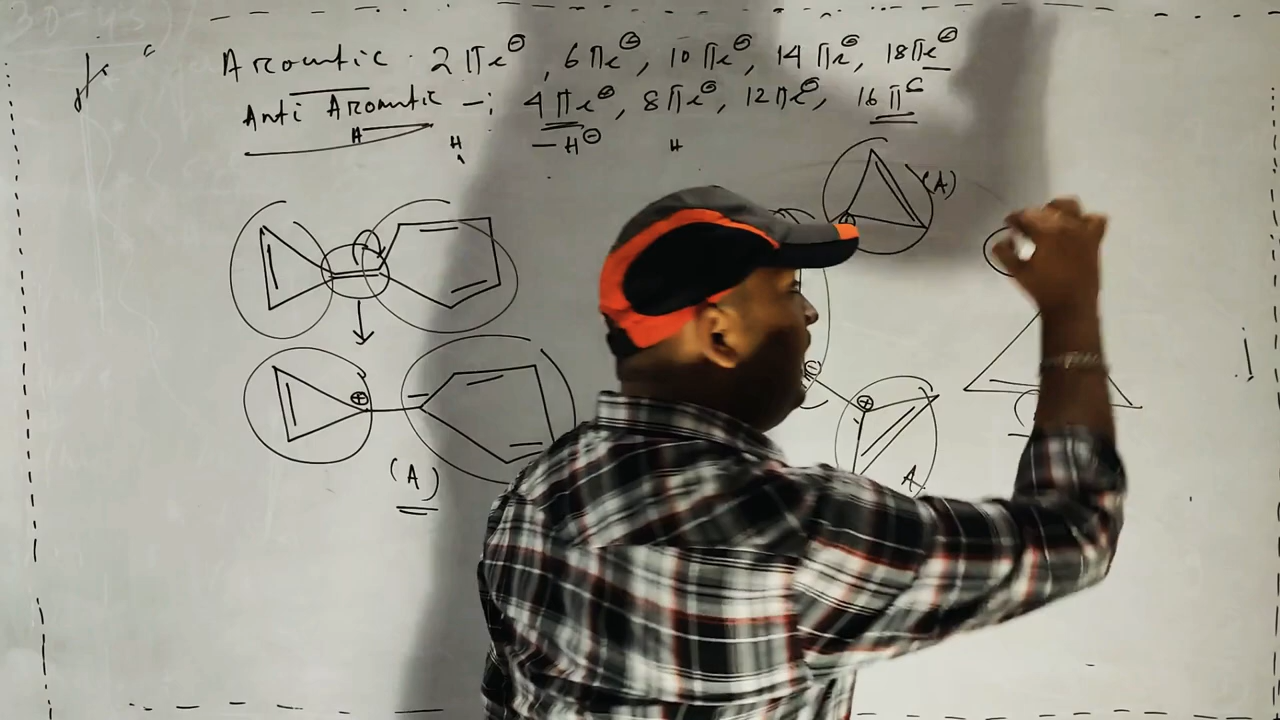 Aromatic · 2πe⊖, 6πe⊖, 10πe⊖, 14πe⊖, 18πe⊖
Anti Aromatic -: 4πe⊖, 8πe⊖, 12πe⊖, 16πe
H H –H⊖ H
(A)
⊕
⊖
⊕ ⊕
(A) A